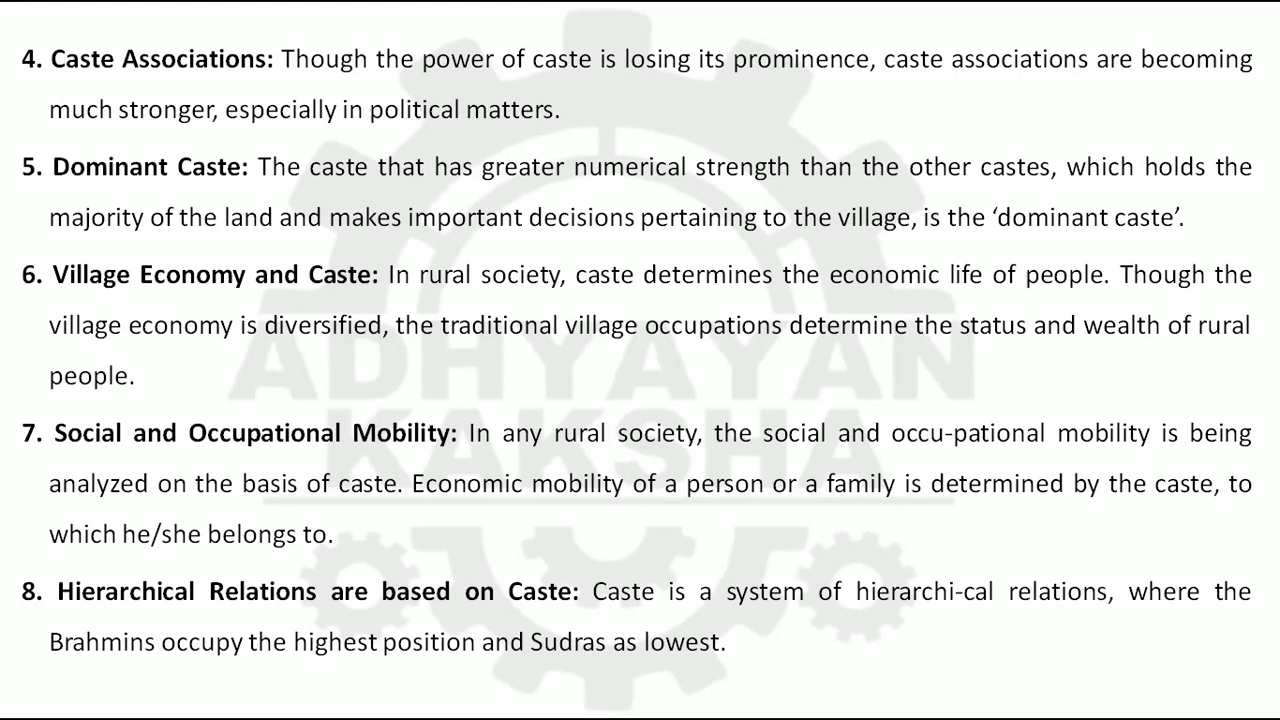 4. Caste Associations: Though the power of caste is losing its prominence, caste associations are becoming
much stronger, especially in political matters.
5. Dominant Caste: The caste that has greater numerical strength than the other castes, which holds the
majority of the land and makes important decisions pertaining to the village, is the ‘dominant caste’.
6. Village Economy and Caste: In rural society, caste determines the economic life of people. Though the
village economy is diversified, the traditional village occupations determine the status and wealth of rural
people.
ADHYAYAN
KAKSHA
7. Social and Occupational Mobility: In any rural society, the social and occu-pational mobility is being
analyzed on the basis of caste. Economic mobility of a person or a family is determined by the caste, to
which he/she belongs to.
8. Hierarchical Relations are based on Caste: Caste is a system of hierarchi-cal relations, where the
Brahmins occupy the highest position and Sudras as lowest.